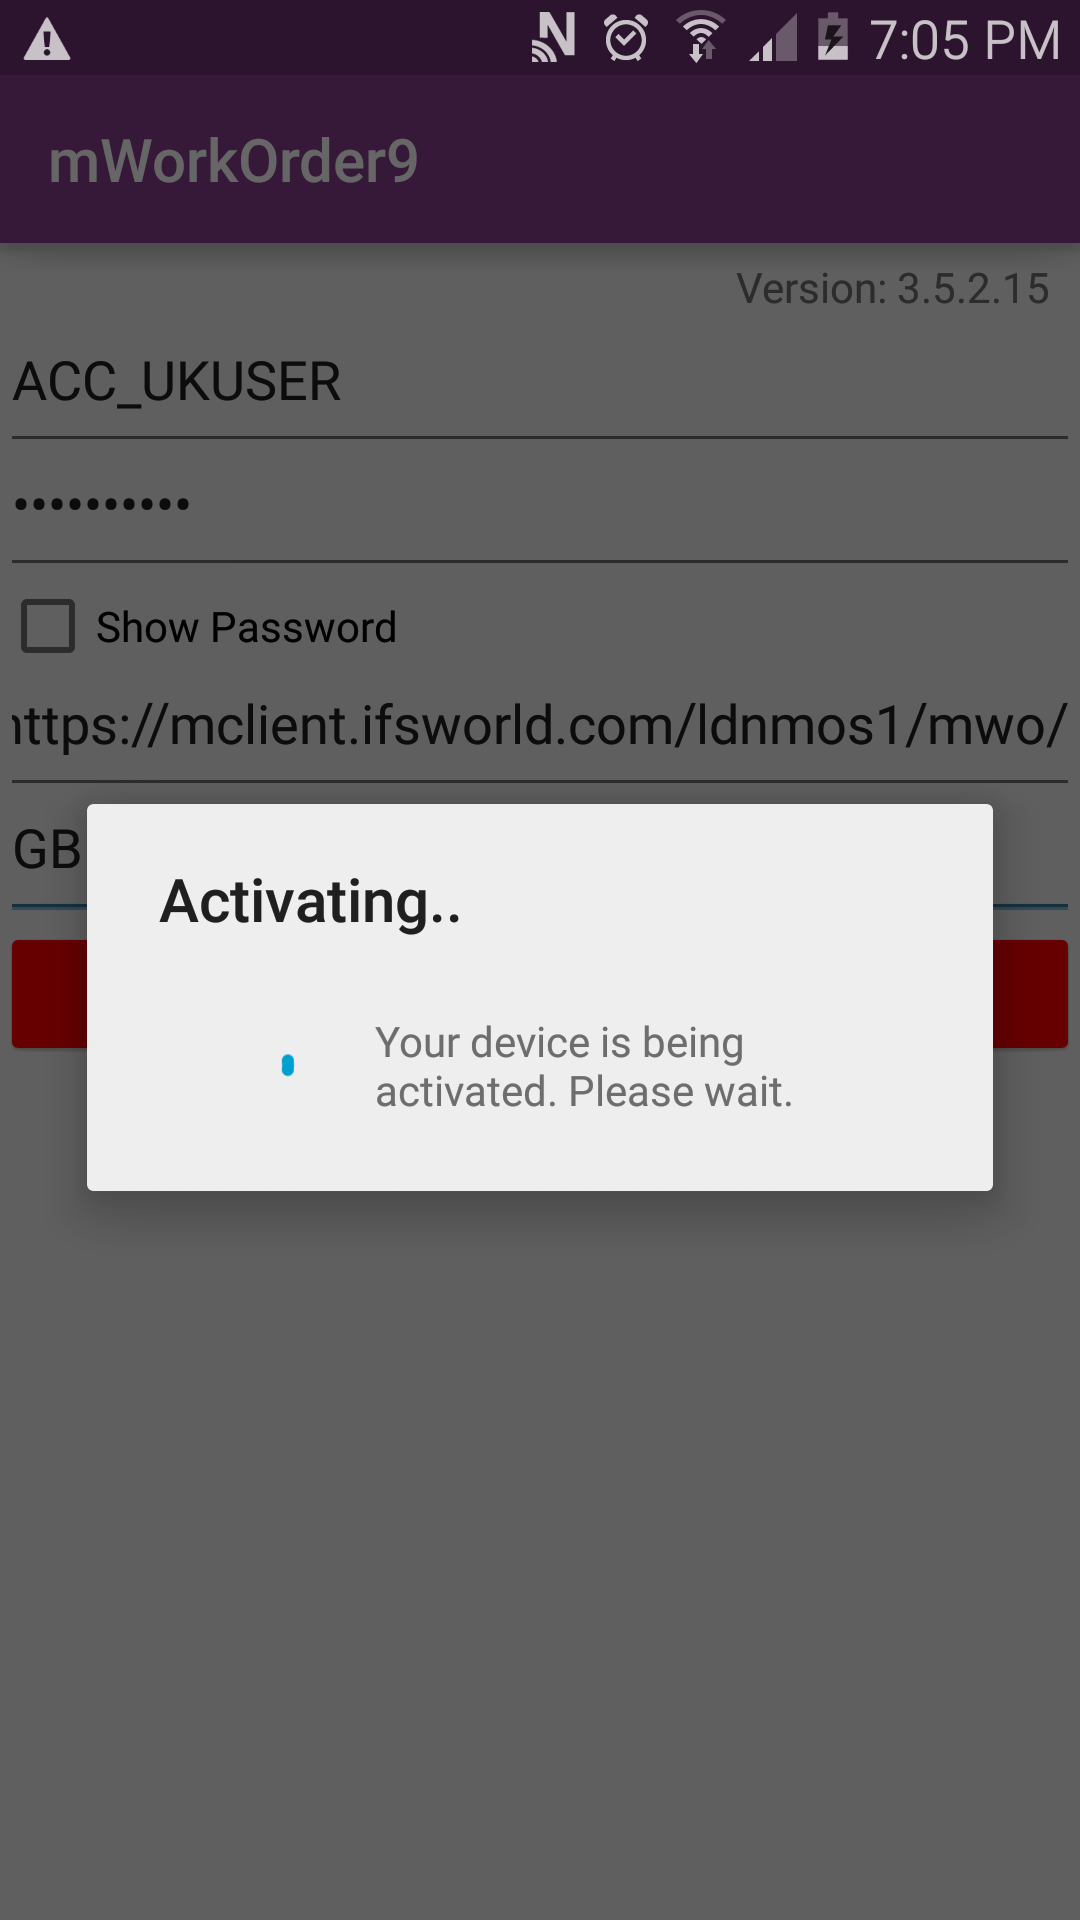 7:05 PM
mWorkOrder9
Version: 3.5.2.15
ACC_UKUSER
••••••••••
Show Password
https://mclient.ifsworld.com/ldnmos1/mwo/
GB
Activating..
Your device is being
activated. Please wait.